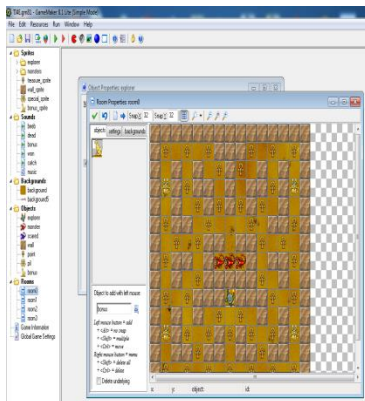 TS41.gm81 - GameMaker 8.1 Lite (Simple Mode)
File Edit Resources Run Window Help
Sprites
explorer
monsters
treasure_sprite
wall_sprite
special_sprite
bonus_sprite
Sounds
beeb
dead
bonus
won
catch
music
Backgrounds
background
background5
Objects
explorer
monster
scared
wall
point
pil
bonus
Rooms
room0
room1
room2
room3
Game Information
Global Game Settings
Object Properties: explorer
Room Properties: room0
Snap X: 32 Snap Y: 32
objects settings backgrounds
Object to add with left mouse:
bonus
Left mouse button = add
+ <Alt> = no snap
+ <Shift> = multiple
+ <Ctrl> = move
Right mouse button = menu
+ <Shift> = delete all
+ <Ctrl> = delete
Delete underlying
x: y: object: id: